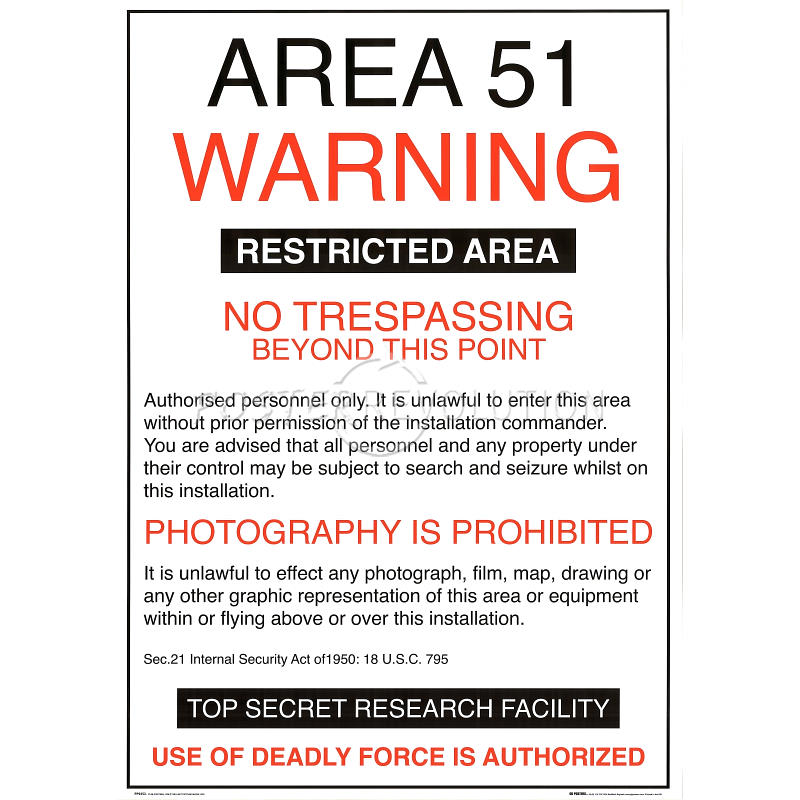 AREA 51
WARNING
RESTRICTED AREA
NO TRESPASSING
BEYOND THIS POINT
Authorised personnel only. It is unlawful to enter this area
without prior permission of the installation commander.
You are advised that all personnel and any property under
their control may be subject to search and seizure whilst on
this installation.
POSTER REVOLUTION
PHOTOGRAPHY IS PROHIBITED
It is unlawful to effect any photograph, film, map, drawing or
any other graphic representation of this area or equipment
within or flying above or over this installation.
Sec.21 Internal Security Act of1950: 18 U.S.C. 795
TOP SECRET RESEARCH FACILITY
USE OF DEADLY FORCE IS AUTHORIZED